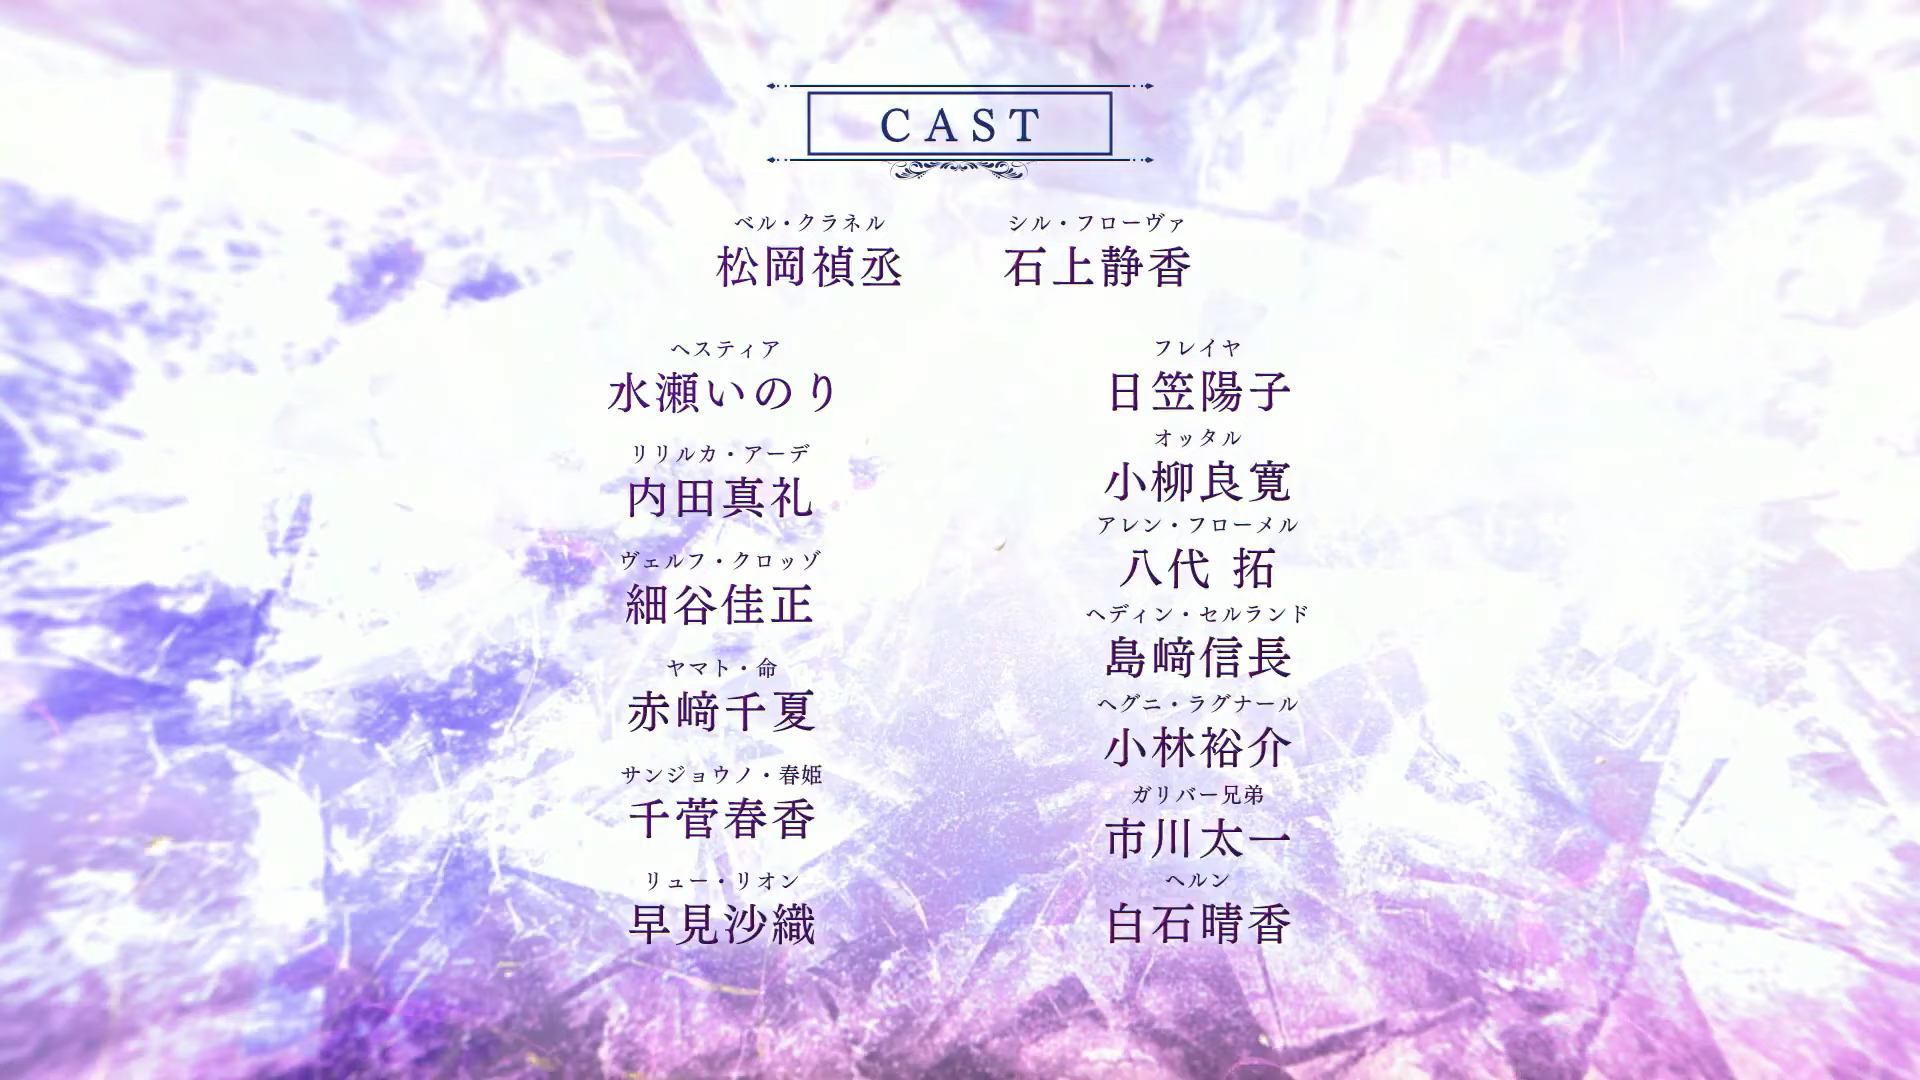 CAST
ベル・クラネル
松岡禎丞
シル・フローヴァ
石上静香
ヘスティア
水瀬いのり
リリルカ・アーデ
内田真礼
ヴェルフ・クロッゾ
細谷佳正
ヤマト・命
赤﨑千夏
サンジョウノ・春姫
千菅春香
リュー・リオン
早見沙織
フレイヤ
日笠陽子
オッタル
小柳良寛
アレン・フローメル
八代 拓
ヘディン・セルランド
島﨑信長
ヘグニ・ラグナール
小林裕介
ガリバー兄弟
市川太一
ヘルン
白石晴香